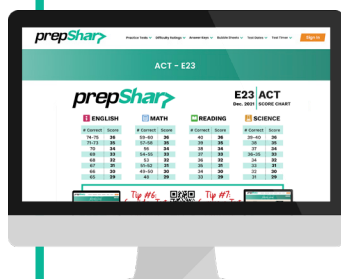 prepSharp
Practice Tests Difficulty Ratings Answer Keys Bubble Sheets Test Dates Test Timer Sign In
ACT - E23
prepSharp
E23 ACT
Dec. 2021 SCORE CHART
ENGLISH MATH READING SCIENCE
# Correct Score # Correct Score # Correct Score # Correct Score
74-75 36 59-60 36 40 36 39-40 36
71-73 35 57-58 35 39 35 38 35
70 34 56 34 38 34 37 34
69 33 54-55 33 37 33 35-36 33
68 32 53 32 36 32 34 32
67 31 51-52 31 35 31 33 31
66 30 49-50 30 34 30 32 30
65 29 48 29 33 29 31 29
Tip #6: Tip #7: